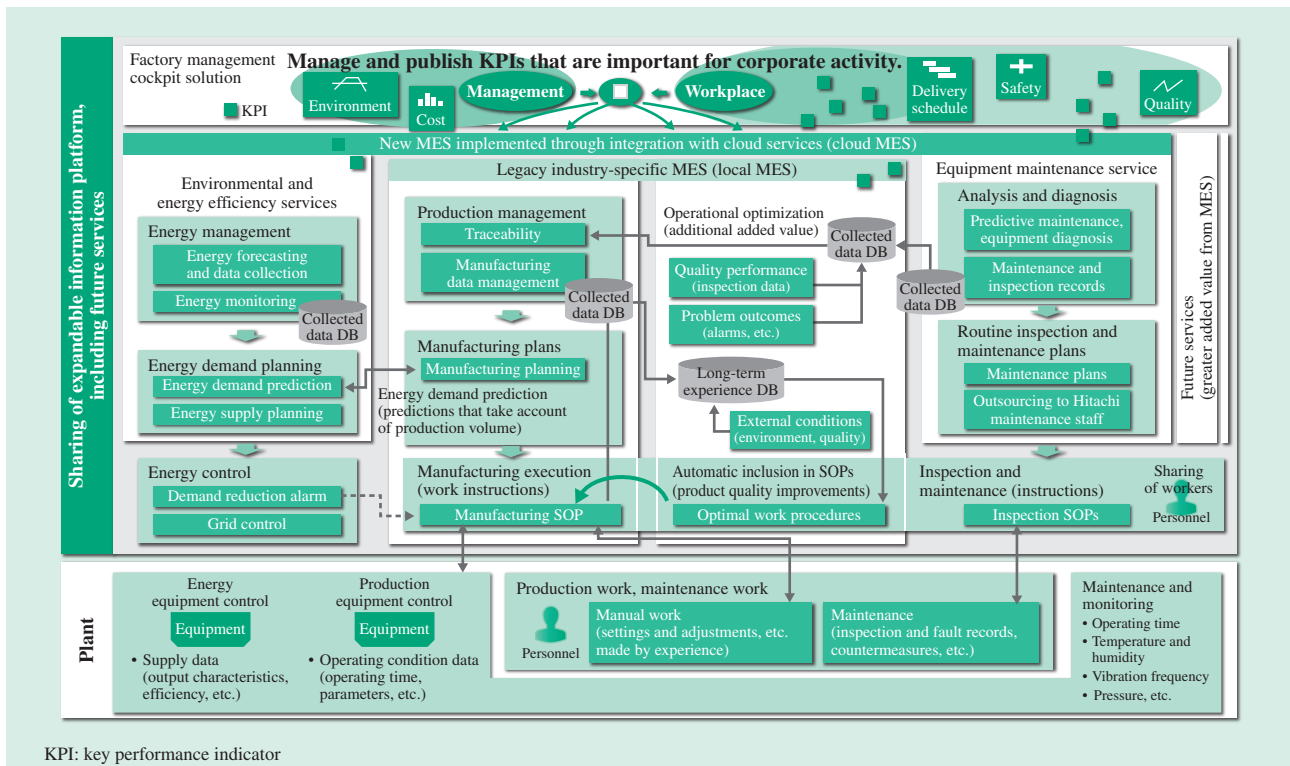 Sharing of expandable information platform,
including future services
Factory management
cockpit solution
KPI
Manage and publish KPIs that are important for corporate activity.
Environment
Cost
Management
Workplace
Delivery
schedule
Safety
Quality
New MES implemented through integration with cloud services (cloud MES)
Environmental and
energy efficiency services
Energy management
Energy forecasting
and data collection
Energy monitoring
Collected
data DB
Energy demand planning
Energy demand prediction
Energy supply planning
Energy control
Demand reduction alarm
Grid control
Legacy industry-specific MES (local MES)
Production management
Traceability
Manufacturing
data management
Collected
data DB
Manufacturing plans
Manufacturing planning
Energy demand prediction
(predictions that take account
of production volume)
Manufacturing execution
(work instructions)
Manufacturing SOP
Operational optimization
(additional added value)
Collected
data DB
Quality performance
(inspection data)
Problem outcomes
(alarms, etc.)
Long-term
experience DB
External conditions
(environment, quality)
Automatic inclusion in SOPs
(product quality improvements)
Optimal work procedures
Equipment maintenance service
Analysis and diagnosis
Predictive maintenance,
equipment diagnosis
Maintenance and
inspection records
Collected
data DB
Routine inspection and
maintenance plans
Maintenance plans
Outsourcing to Hitachi
maintenance staff
Inspection and
maintenance (instructions)
Inspection SOPs
Sharing
of workers
Personnel
Future services
(greater added value from MES)
Plant
Energy
equipment control
Equipment
• Supply data
(output characteristics,
efficiency, etc.)
Production
equipment control
Equipment
• Operating condition data
(operating time,
parameters, etc.)
Production work, maintenance work
Personnel
Manual work
(settings and adjustments, etc.
made by experience)
Maintenance
(inspection and fault records,
countermeasures, etc.)
Maintenance and
monitoring
• Operating time
• Temperature and
humidity
• Vibration frequency
• Pressure, etc.
KPI: key performance indicator